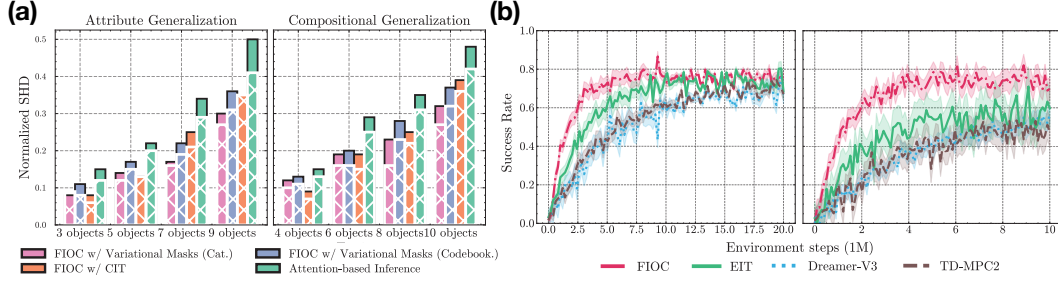 (a)
Attribute Generalization
Compositional Generalization
Normalized SHD
0.5
0.4
0.3
0.2
0.1
0.0
3 objects 5 objects 7 objects 9 objects
4 objects 6 objects 8 objects10 objects
FIOC w/ Variational Masks (Cat.)
FIOC w/ Variational Masks (Codebook.)
FIOC w/ CIT
Attention-based Inference
(b)
Success Rate
1.0
0.8
0.6
0.4
0.2
0.0
0.0 2.5 5.0 7.5 10.0 12.5 15.0 17.5 20.0
0 2 4 6 8 10
Environment steps (1M)
FIOC
EIT
Dreamer-V3
TD-MPC2